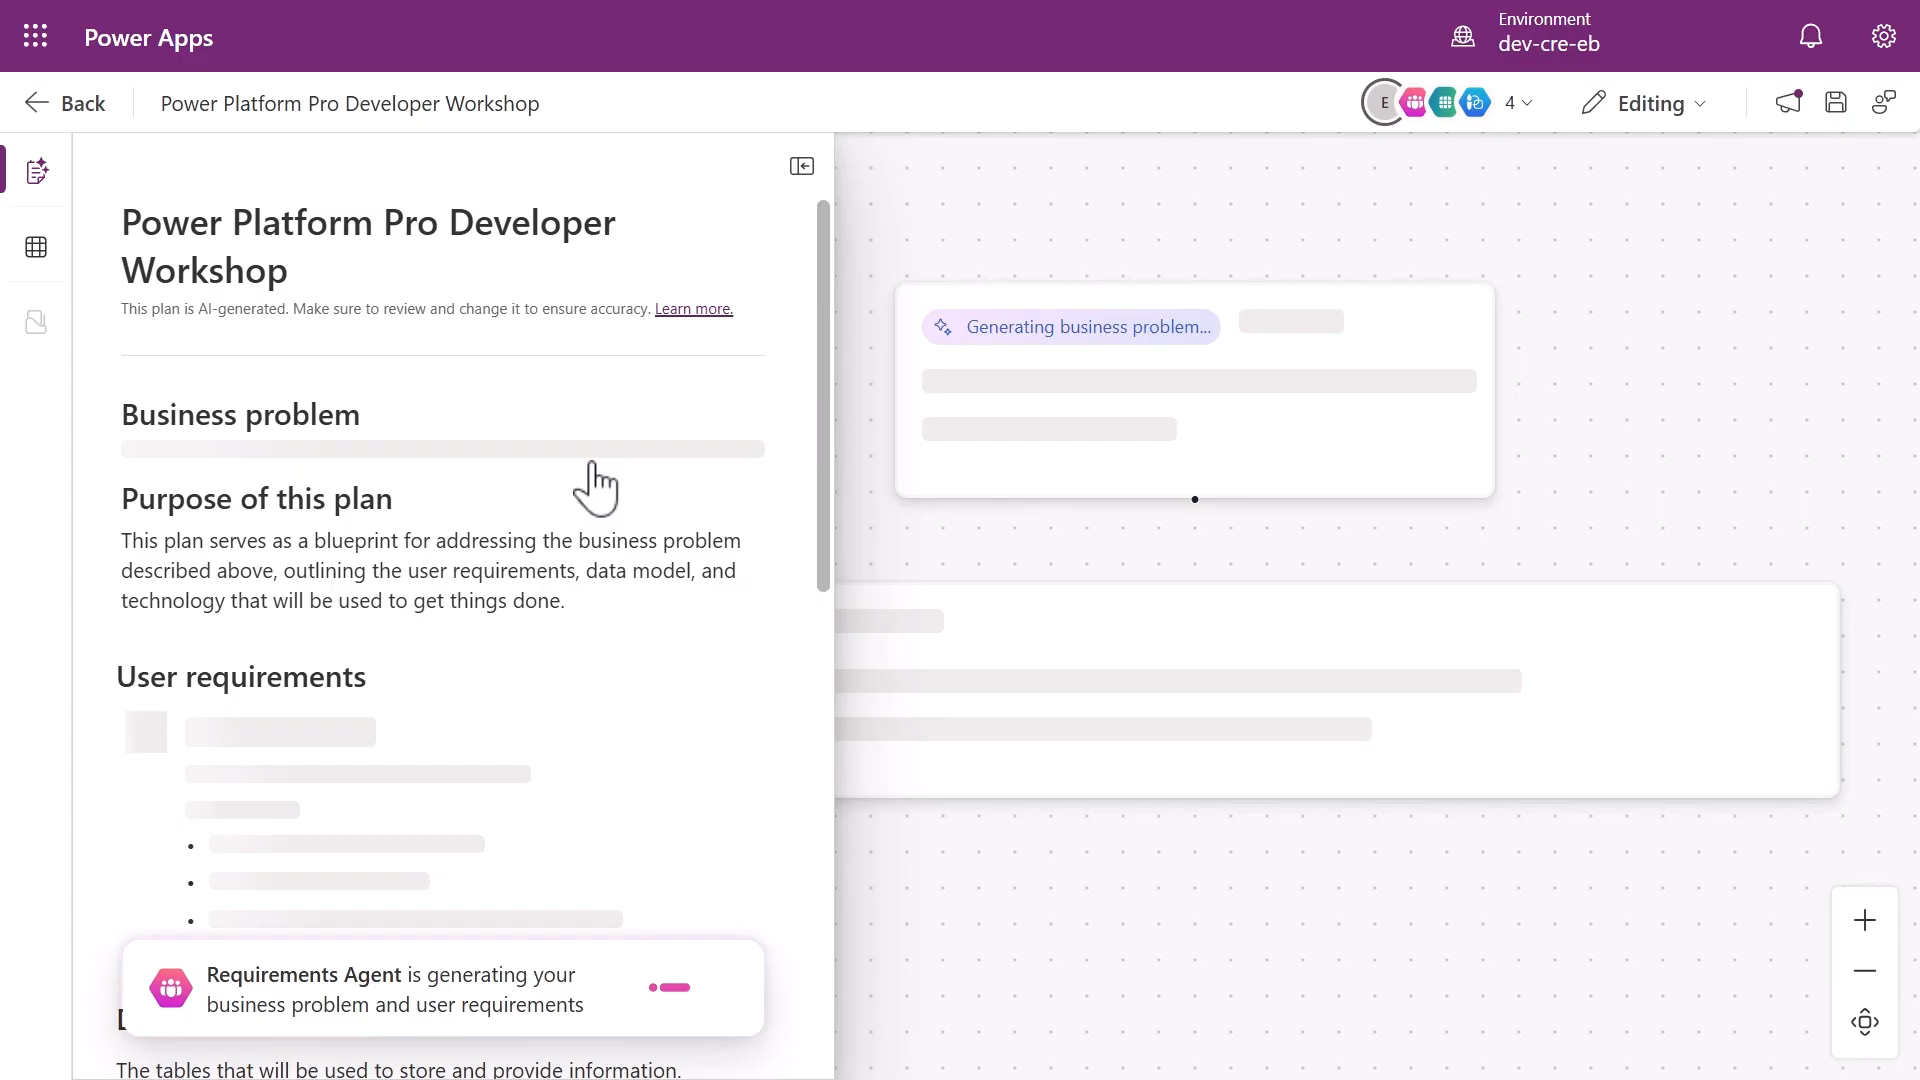 Power Apps
Environment
dev-cre-eb
Back
Power Platform Pro Developer Workshop
E
4
Editing
Power Platform Pro Developer
Workshop
This plan is AI-generated. Make sure to review and change it to ensure accuracy. Learn more.
Business problem
Purpose of this plan
This plan serves as a blueprint for addressing the business problem
described above, outlining the user requirements, data model, and
technology that will be used to get things done.
User requirements
Requirements Agent is generating your
business problem and user requirements
The tables that will be used to store and provide information.
Generating business problem...